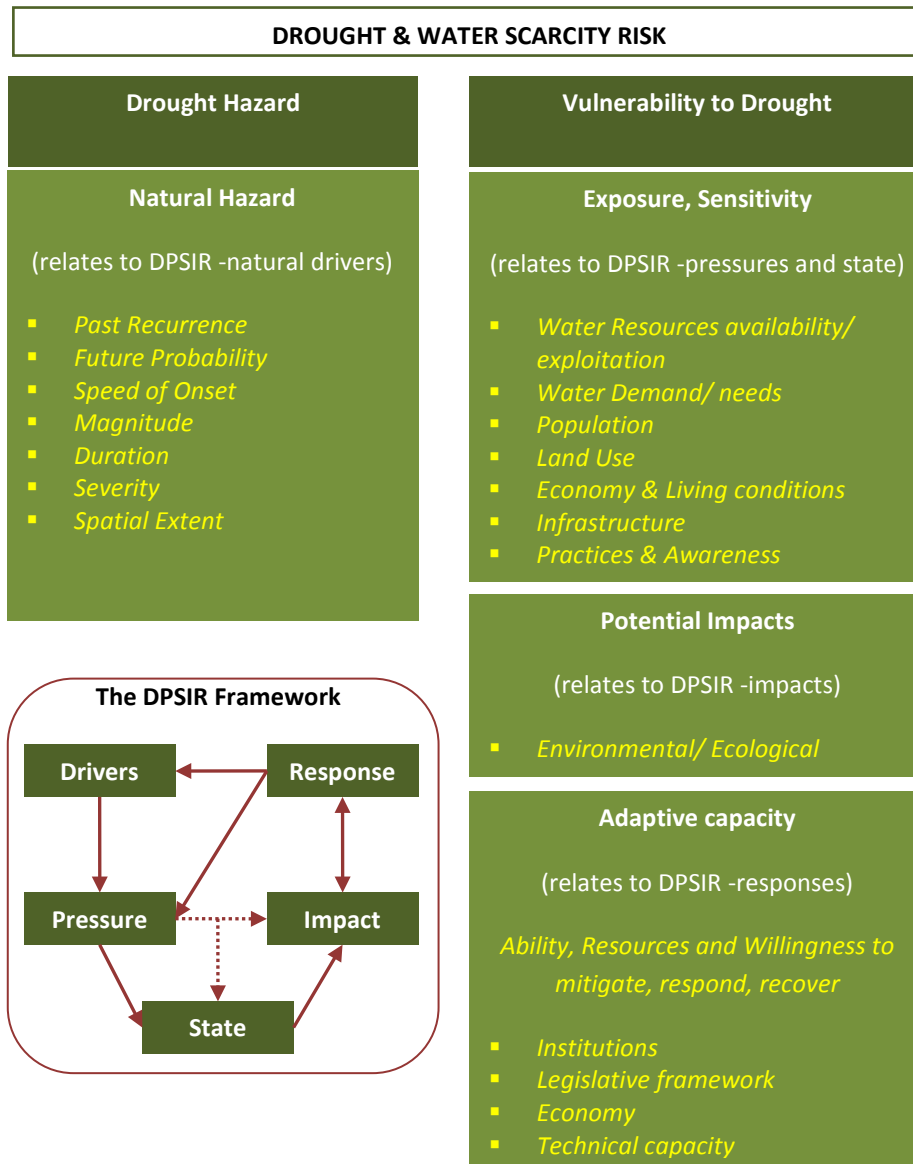 DROUGHT & WATER SCARCITY RISK
Drought Hazard
Natural Hazard
(relates to DPSIR -natural drivers)
▪ Past Recurrence
▪ Future Probability
▪ Speed of Onset
▪ Magnitude
▪ Duration
▪ Severity
▪ Spatial Extent
The DPSIR Framework
Drivers
Response
Pressure
Impact
State
Vulnerability to Drought
Exposure, Sensitivity
(relates to DPSIR -pressures and state)
▪ Water Resources availability/
exploitation
▪ Water Demand/ needs
▪ Population
▪ Land Use
▪ Economy & Living conditions
▪ Infrastructure
▪ Practices & Awareness
Potential Impacts
(relates to DPSIR -impacts)
▪ Environmental/ Ecological
Adaptive capacity
(relates to DPSIR -responses)
Ability, Resources and Willingness to
mitigate, respond, recover
▪ Institutions
▪ Legislative framework
▪ Economy
▪ Technical capacity